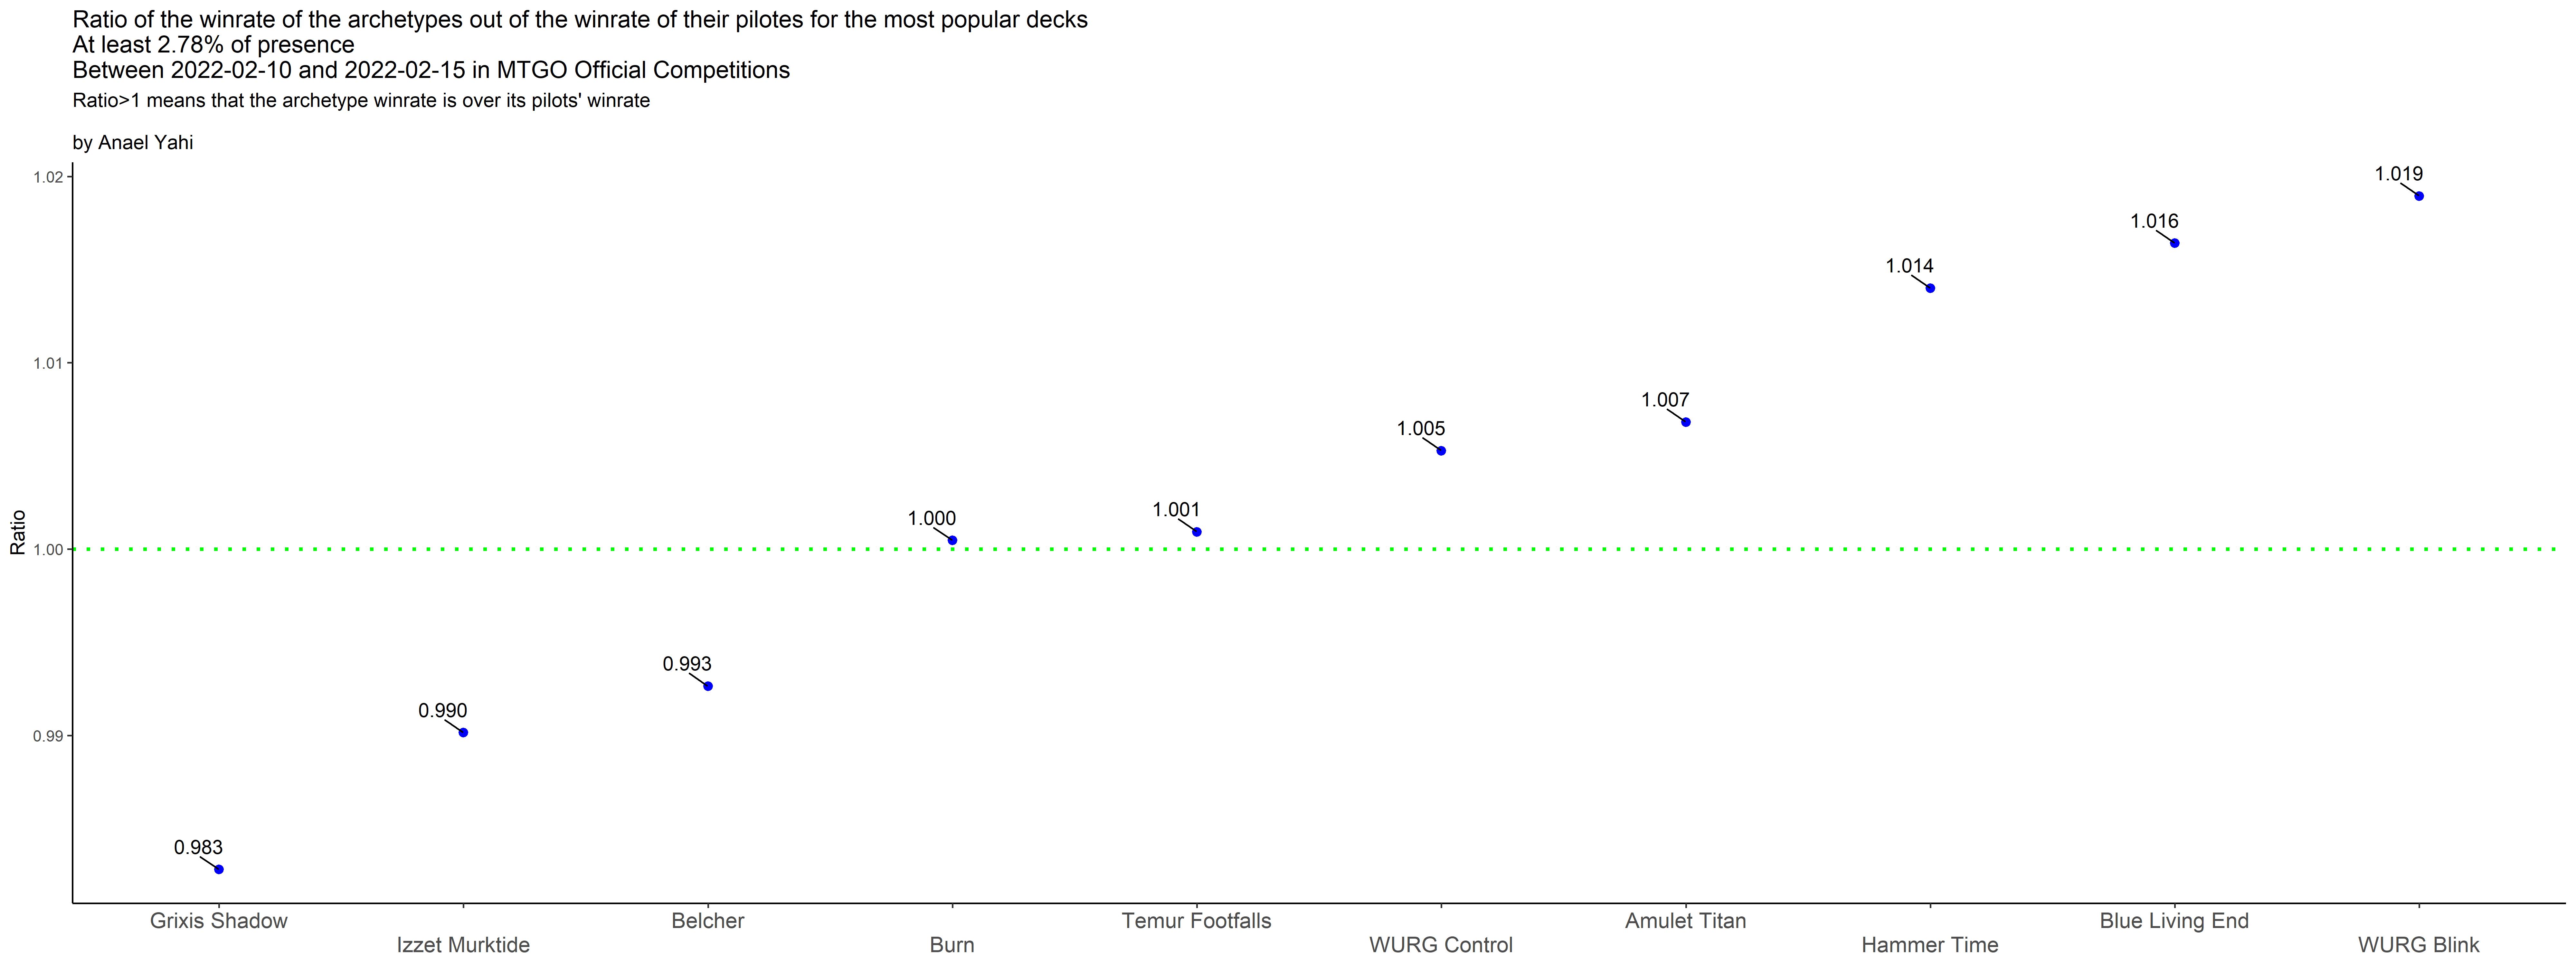 Ratio of the winrate of the archetypes out of the winrate of their pilotes for the most popular decks
At least 2.78% of presence
Between 2022-02-10 and 2022-02-15 in MTGO Official Competitions
Ratio>1 means that the archetype winrate is over its pilots' winrate
by Anael Yahi
1.02
1.01
1.00
0.99
Ratio
0.983
0.990
0.993
1.000
1.001
1.005
1.007
1.014
1.016
1.019
Grixis Shadow
Izzet Murktide
Belcher
Burn
Temur Footfalls
WURG Control
Amulet Titan
Hammer Time
Blue Living End
WURG Blink